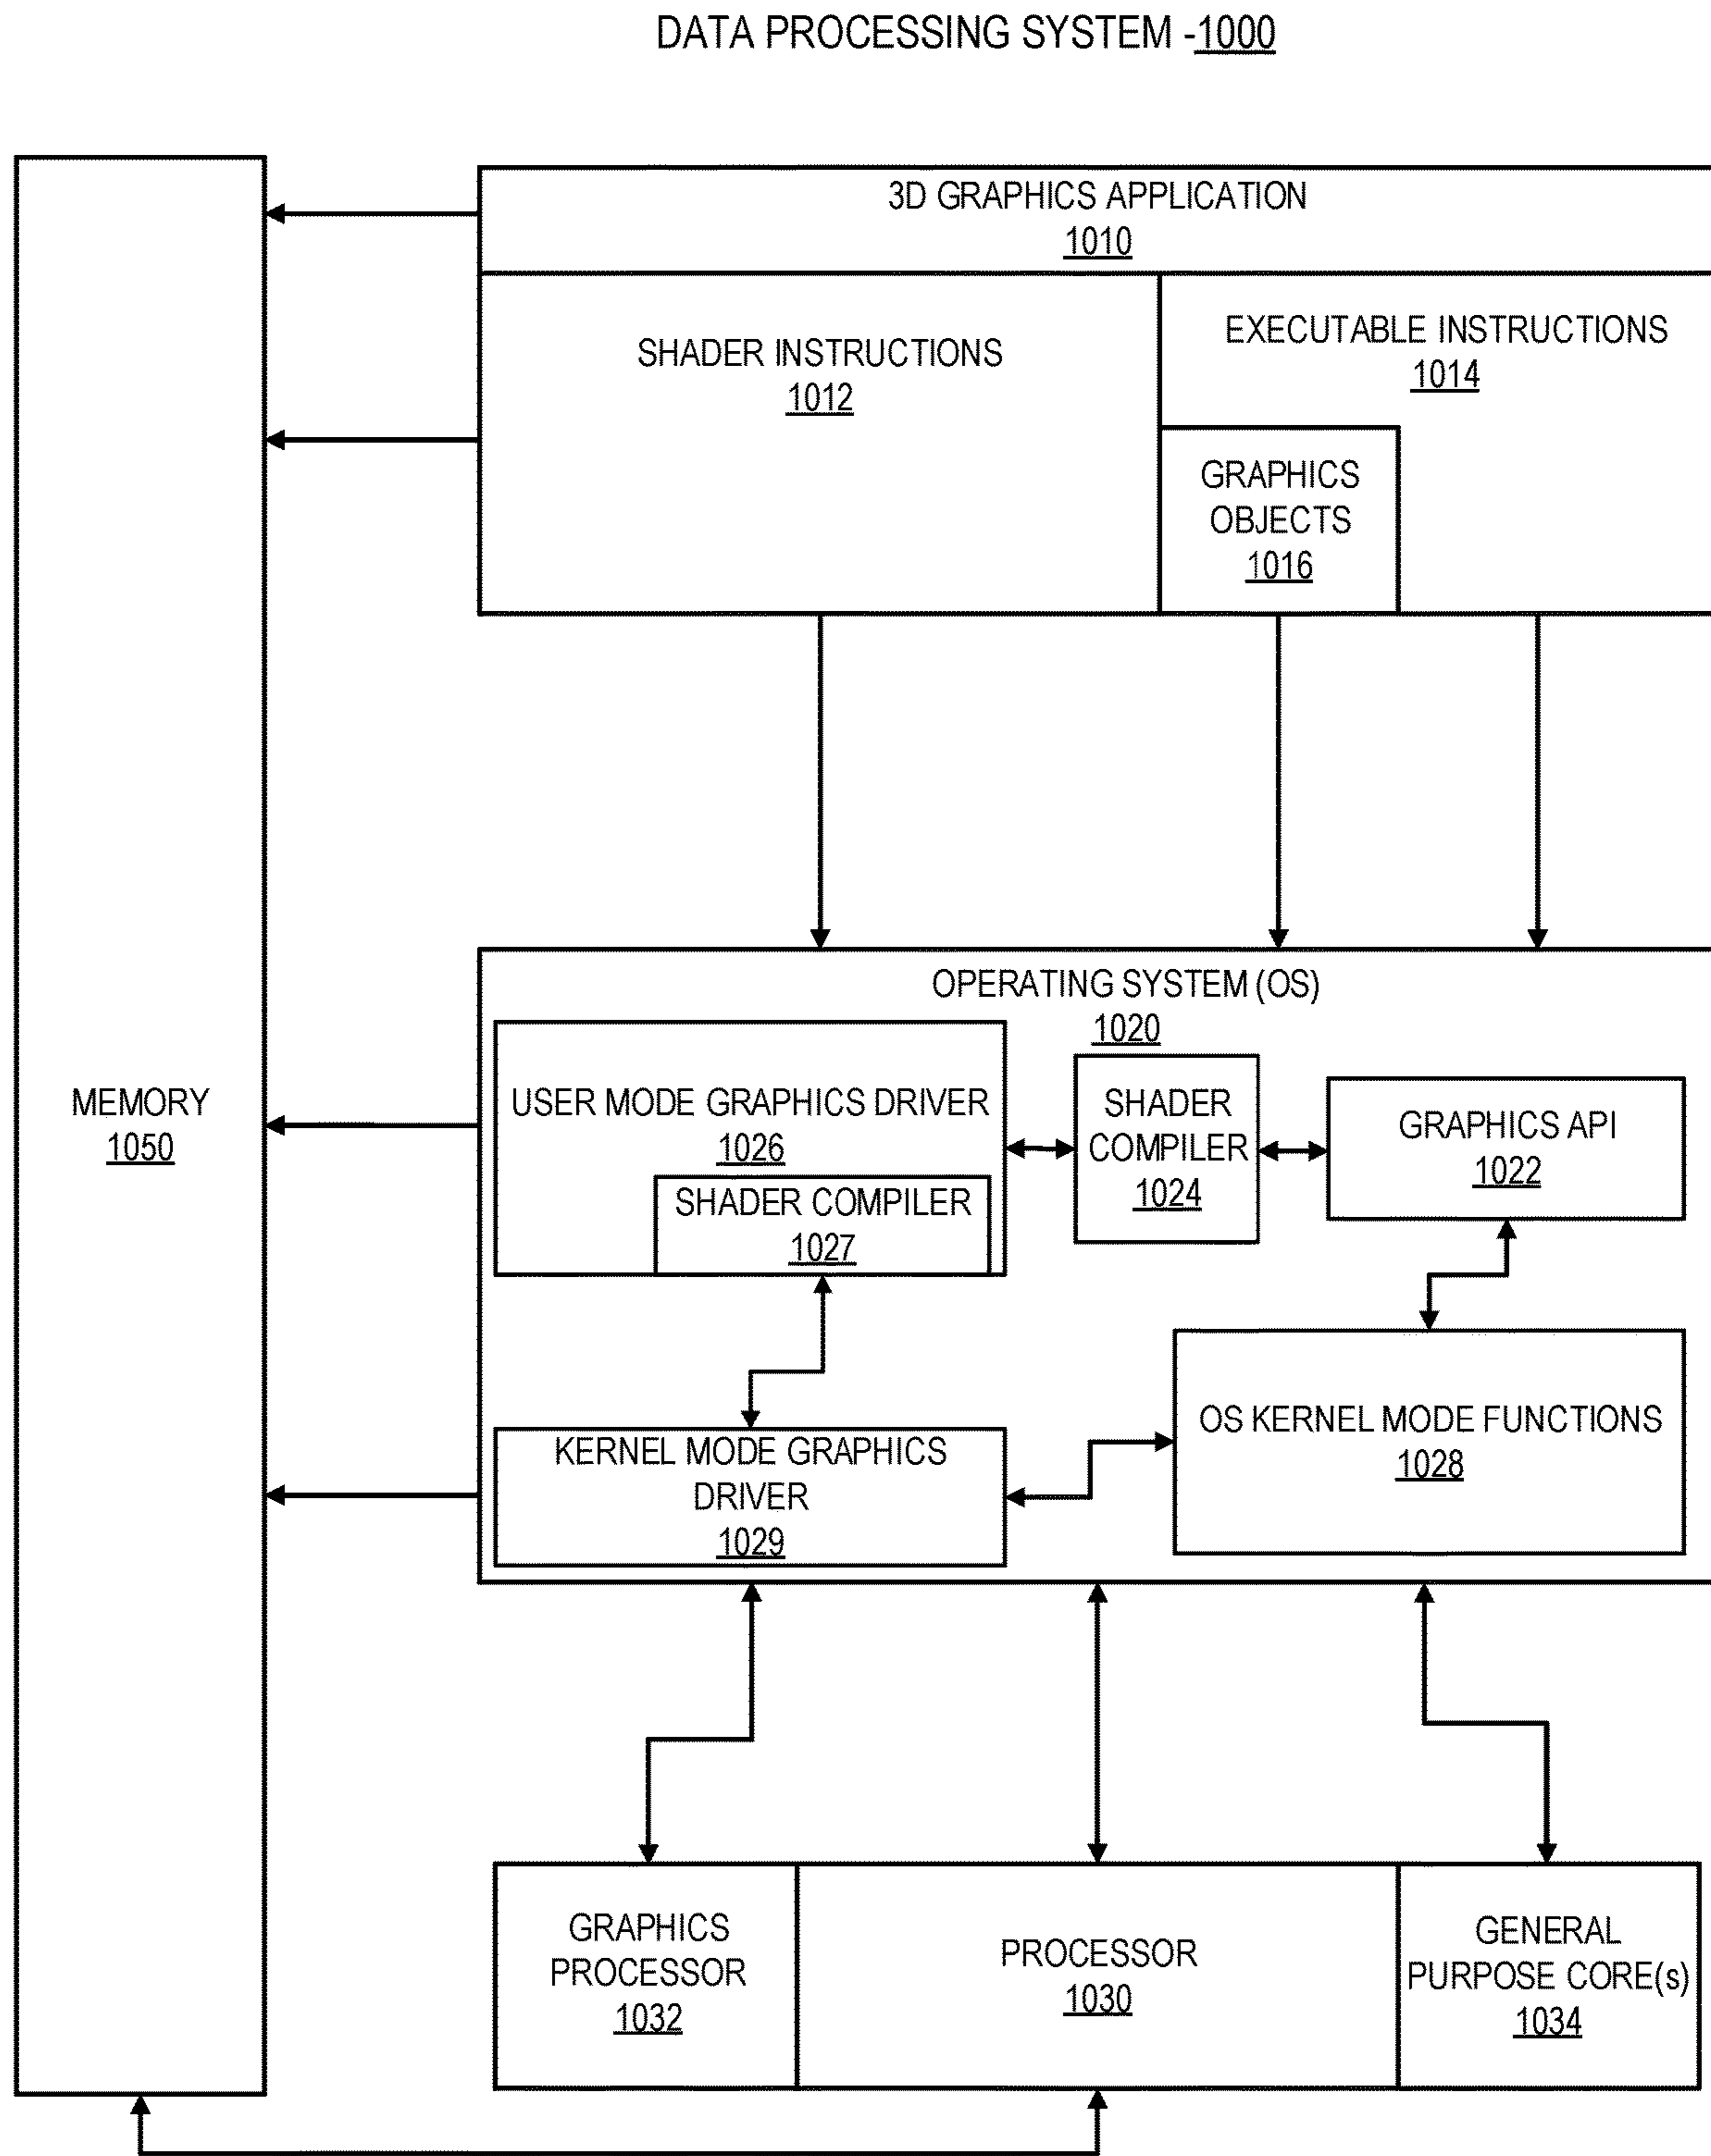 DATA PROCESSING SYSTEM -1000
3D GRAPHICS APPLICATION
1010
SHADER INSTRUCTIONS
1012
EXECUTABLE INSTRUCTIONS
1014
GRAPHICS
OBJECTS
1016
MEMORY
1050
OPERATING SYSTEM (OS)
1020
USER MODE GRAPHICS DRIVER
1026
SHADER COMPILER
1027
SHADER
COMPILER
1024
GRAPHICS API
1022
KERNEL MODE GRAPHICS
DRIVER
1029
OS KERNEL MODE FUNCTIONS
1028
GRAPHICS
PROCESSOR
1032
PROCESSOR
1030
GENERAL
PURPOSE CORE(s)
1034